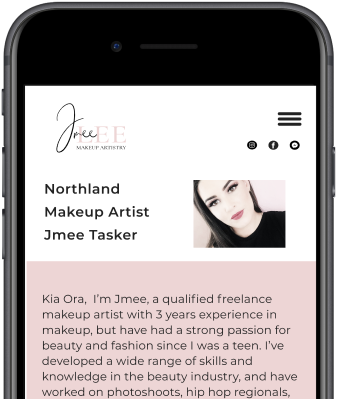 Jmee LEE
MAKEUP ARTISTRY
Northland
Makeup Artist
Jmee Tasker
Kia Ora,  I'm Jmee, a qualified freelance
makeup artist with 3 years experience in
makeup, but have had a strong passion for
beauty and fashion since I was a teen. I've
developed a wide range of skills and
knowledge in the beauty industry, and have
worked on photoshoots, hip hop regionals,